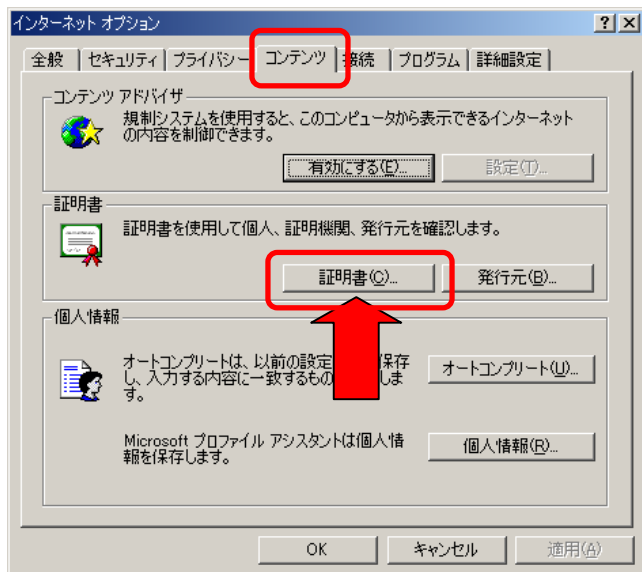 インターネット オプション
全般 セキュリティ プライバシー コンテンツ 接続 プログラム 詳細設定
コンテンツ アドバイザ
規制システムを使用すると、このコンピュータから表示できるインターネット
の内容を制御できます。
有効にする(E)... 設定(T)...
証明書
証明書を使用して個人、証明機関、発行元を確認します。
証明書(C)... 発行元(B)...
個人情報
オートコンプリートは、以前の設定 保存
し、入力する内容に一致するもの しま
す。
オートコンプリート(U)...
Microsoft プロファイル アシスタントは個人情
報を保存します。
個人情報(R)...
OK キャンセル 適用(A)